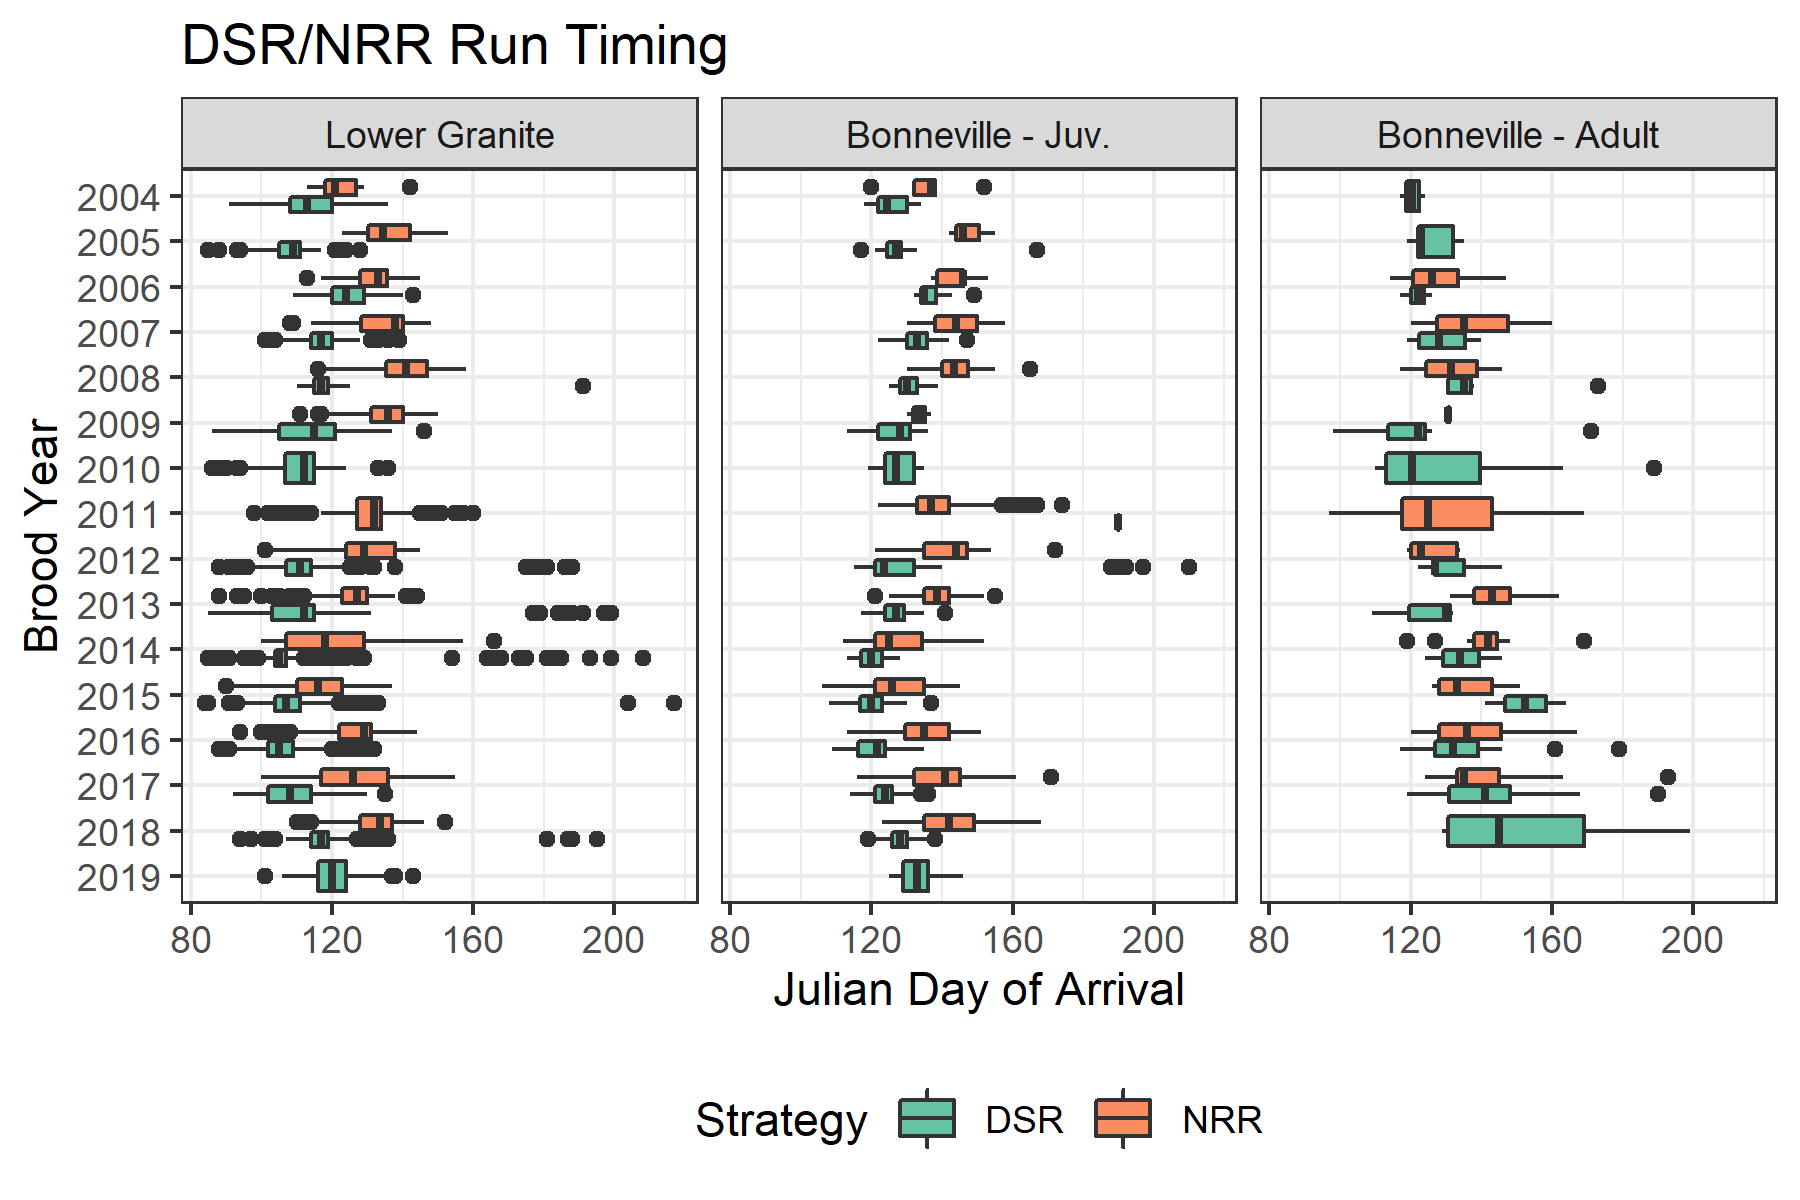 DSR/NRR Run Timing
Lower Granite
Bonneville - Juv.
Bonneville - Adult
Brood Year
2004
2005
2006
2007
2008
2009
2010
2011
2012
2013
2014
2015
2016
2017
2018
2019
80 120 160 200
80 120 160 200
80 120 160 200
Julian Day of Arrival
Strategy DSR NRR